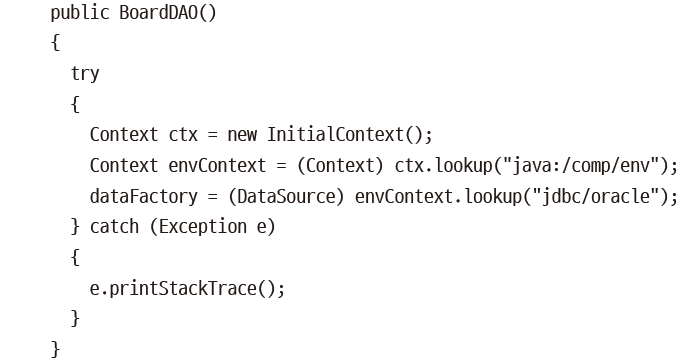 public BoardDAO()
{
try
{
Context ctx = new InitialContext();
Context envContext = (Context) ctx.lookup("java:/comp/env");
dataFactory = (DataSource) envContext.lookup("jdbc/oracle");
} catch (Exception e)
{
e.printStackTrace();
}
}